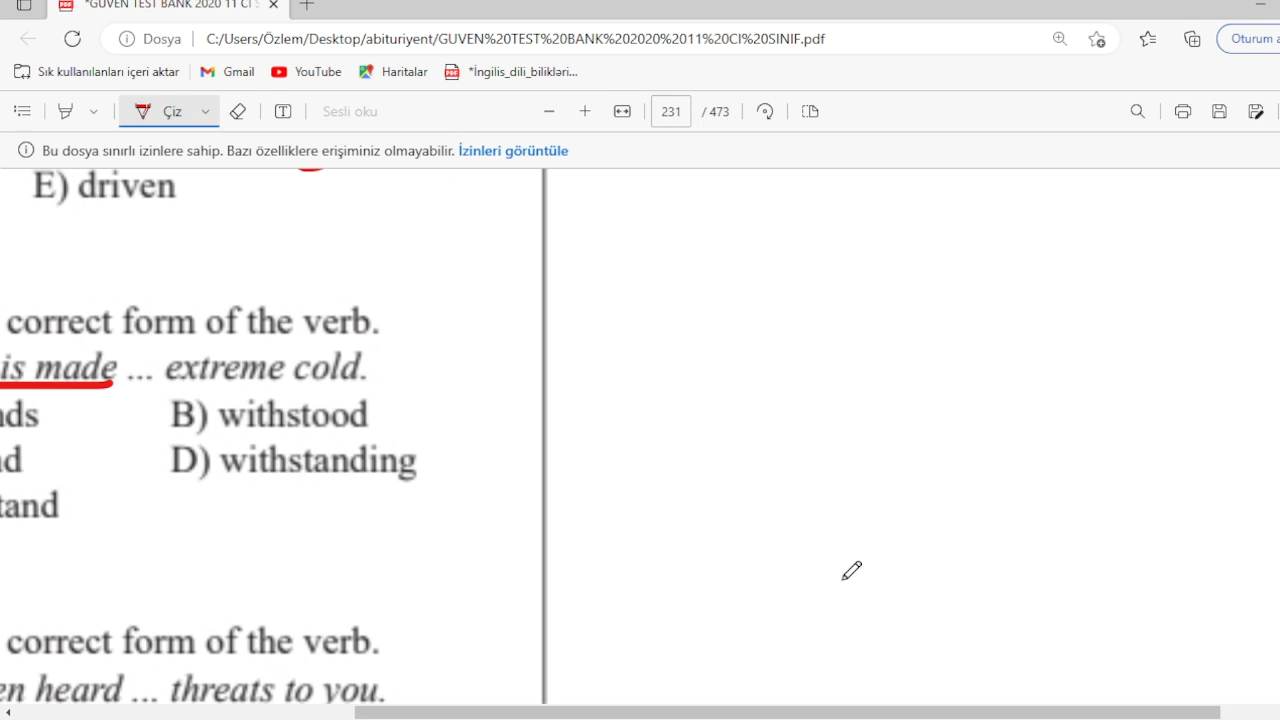 *GUVEN TEST BANK 2020 11 CI S
Dosya
C:/Users/Özlem/Desktop/abituriyent/GUVEN%20TEST%20BANK%202020%2011%20CI%20SINIF.pdf
Oturum a
Sık kullanılanları içeri aktar
Gmail
YouTube
Haritalar
*İngilis_dili_bilikləri...
Çiz
Sesli oku
231 / 473
Bu dosya sınırlı izinlere sahip. Bazı özelliklere erişiminiz olmayabilir. İzinleri görüntüle
E) driven
correct form of the verb.
is made ... extreme cold.
nds B) withstood
d D) withstanding
tand
correct form of the verb.
en heard ... threats to you.